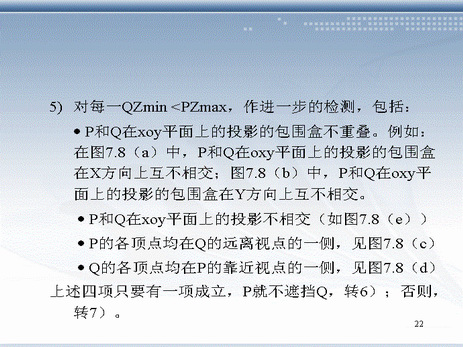 5) 对每一QZmin <PZmax，作进一步的检测，包括：
●P和Q在xoy平面上的投影的包围盒不重叠。例如：
在图7.8（a）中，P和Q在oxy平面上的投影的包围盒
在X方向上互不相交；图7.8（b）中，P和Q在oxy平
面上的投影的包围盒在Y方向上互不相交。
●P和Q在xoy平面上的投影不相交（如图7.8（e））
●P的各顶点均在Q的远离视点的一侧，见图7.8（c）
●Q的各顶点均在P的靠近视点的一侧，见图7.8（d）
上述四项只要有一项成立，P就不遮挡Q，转6）；否则，
转7）。
22